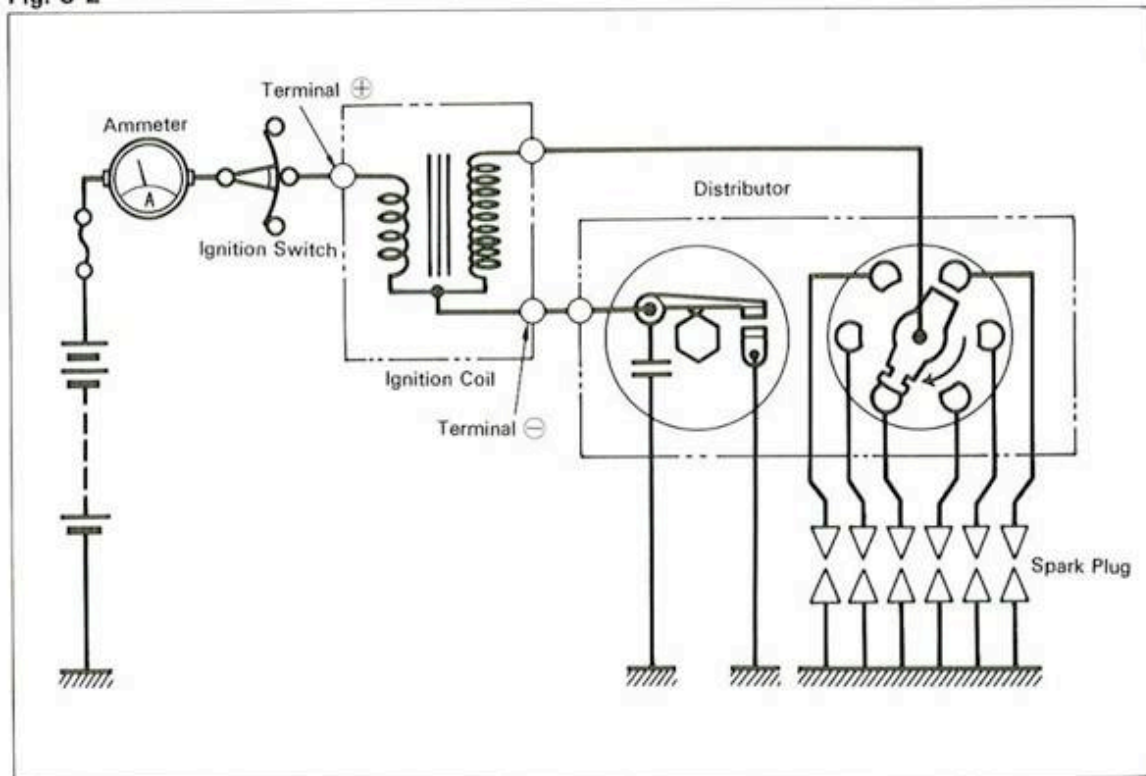 Terminal ⊕
Ammeter
A
Ignition Switch
Distributor
Ignition Coil
Terminal ⊖
Spark Plug